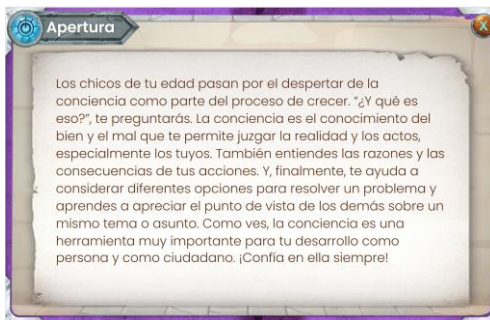 Apertura
X
Los chicos de tu edad pasan por el despertar de la
conciencia como parte del proceso de crecer. “¿Y qué es
eso?”, te preguntarás. La conciencia es el conocimiento del
bien y el mal que te permite juzgar la realidad y los actos,
especialmente los tuyos. También entiendes las razones y las
consecuencias de tus acciones. Y, finalmente, te ayuda a
considerar diferentes opciones para resolver un problema y
aprendes a apreciar el punto de vista de los demás sobre un
mismo tema o asunto. Como ves, la conciencia es una
herramienta muy importante para tu desarrollo como
persona y como ciudadano. ¡Confía en ella siempre!